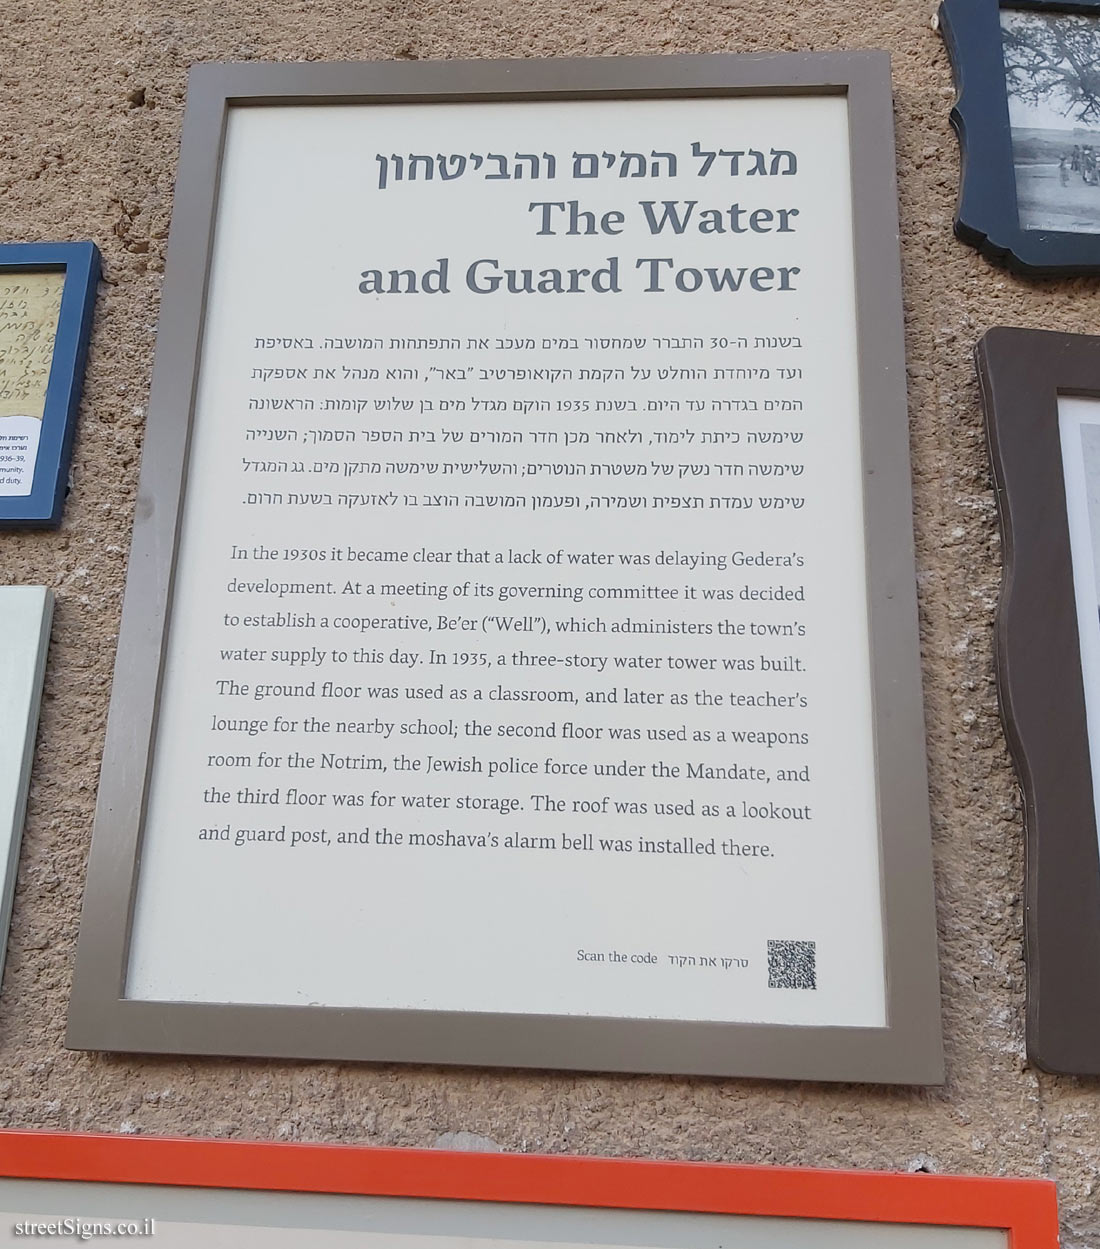 מגדל המים והביטחון
The Water
and Guard Tower
בשנות ה-30 התברר שמחסור במים מעכב את התפתחות המושבה. באסיפת
ועד מיוחדת הוחלט על הקמת הקואופרטיב "באר", והוא מנהל את אספקת
המים בגדרה עד היום. בשנת 1935 הוקם מגדל מים בן שלוש קומות: הראשונה
שימשה כיתת לימוד, ולאחר מכן חדר המורים של בית הספר הסמוך; השנייה
שימשה חדר נשק של משטרת הנוטרים; והשלישית שימשה מתקן מים. גג המגדל
שימש עמדת תצפית ושמירה, ופעמון המושבה הוצב בו לאזעקה בשעת חרום.
In the 1930s it became clear that a lack of water was delaying Gedera's
development. At a meeting of its governing committee it was decided
to establish a cooperative, Be'er ("Well"), which administers the town's
water supply to this day. In 1935, a three-story water tower was built.
The ground floor was used as a classroom, and later as the teacher's
lounge for the nearby school; the second floor was used as a weapons
room for the Notrim, the Jewish police force under the Mandate, and
the third floor was for water storage. The roof was used as a lookout
and guard post, and the moshava's alarm bell was installed there.
Scan the code סרקו את הקוד
1936-39,
duty.
streetSigns.co.il